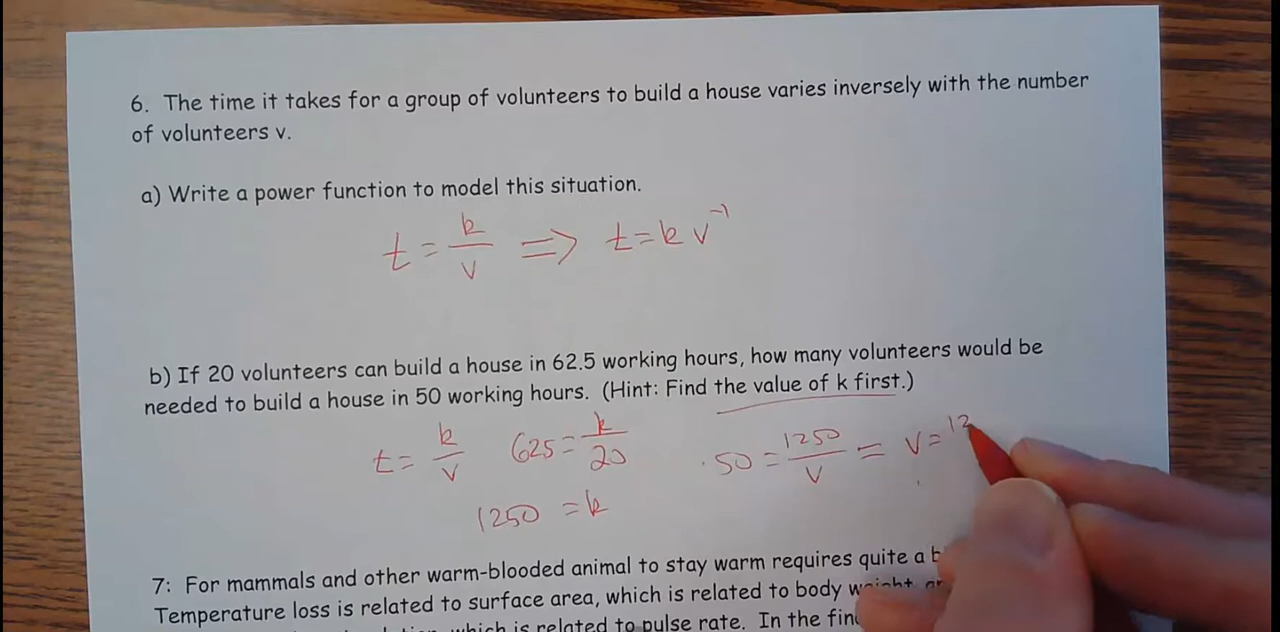 6. The time it takes for a group of volunteers to build a house varies inversely with the number
of volunteers v.
a) Write a power function to model this situation.
t = k/v ⇒ t = k v⁻¹
b) If 20 volunteers can build a house in 62.5 working hours, how many volunteers would be
needed to build a house in 50 working hours. (Hint: Find the value of k first.)
t = k/v 625 = k/20 50 = 1250/v = v = 12
1250 = k
7: For mammals and other warm-blooded animal to stay warm requires quite a
Temperature loss is related to surface area, which is related to body weight,
which is related to pulse rate. In the